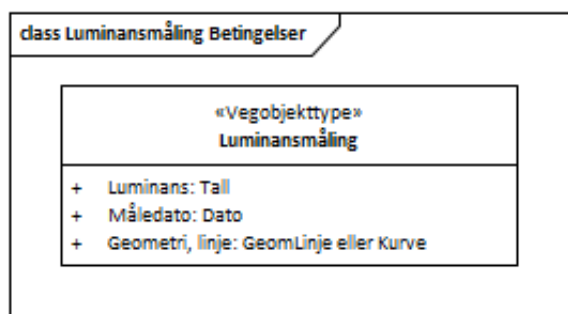 class Luminansmåling Betingelser
«Vegobjekttype»
Luminansmåling
+ Luminans: Tall
+ Måledato: Dato
+ Geometri, linje: GeomLinje eller Kurve